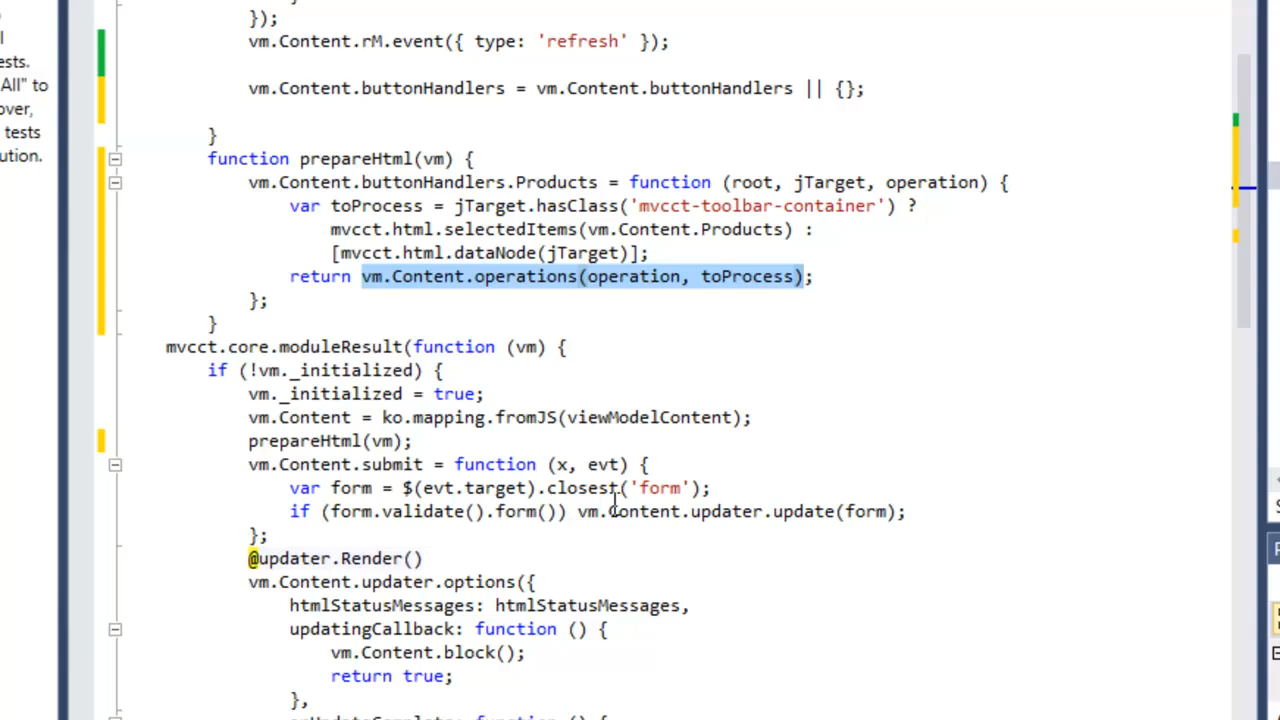 });
vm.Content.rM.event({ type: 'refresh' });
vm.Content.buttonHandlers = vm.Content.buttonHandlers || {};
}
function prepareHtml(vm) {
vm.Content.buttonHandlers.Products = function (root, jTarget, operation) {
var toProcess = jTarget.hasClass('mvcct-toolbar-container') ?
mvcct.html.selectedItems(vm.Content.Products) :
[mvcct.html.dataNode(jTarget)];
return vm.Content.operations(operation, toProcess);
};
}
mvcct.core.moduleResult(function (vm) {
if (!vm._initialized) {
vm._initialized = true;
vm.Content = ko.mapping.fromJS(viewModelContent);
prepareHtml(vm);
vm.Content.submit = function (x, evt) {
var form = $(evt.target).closest('form');
if (form.validate().form()) vm.Content.updater.update(form);
};
@updater.Render()
vm.Content.updater.options({
htmlStatusMessages: htmlStatusMessages,
updatingCallback: function () {
vm.Content.block();
return true;
},
ests.
All" to
over,
tests
ution.